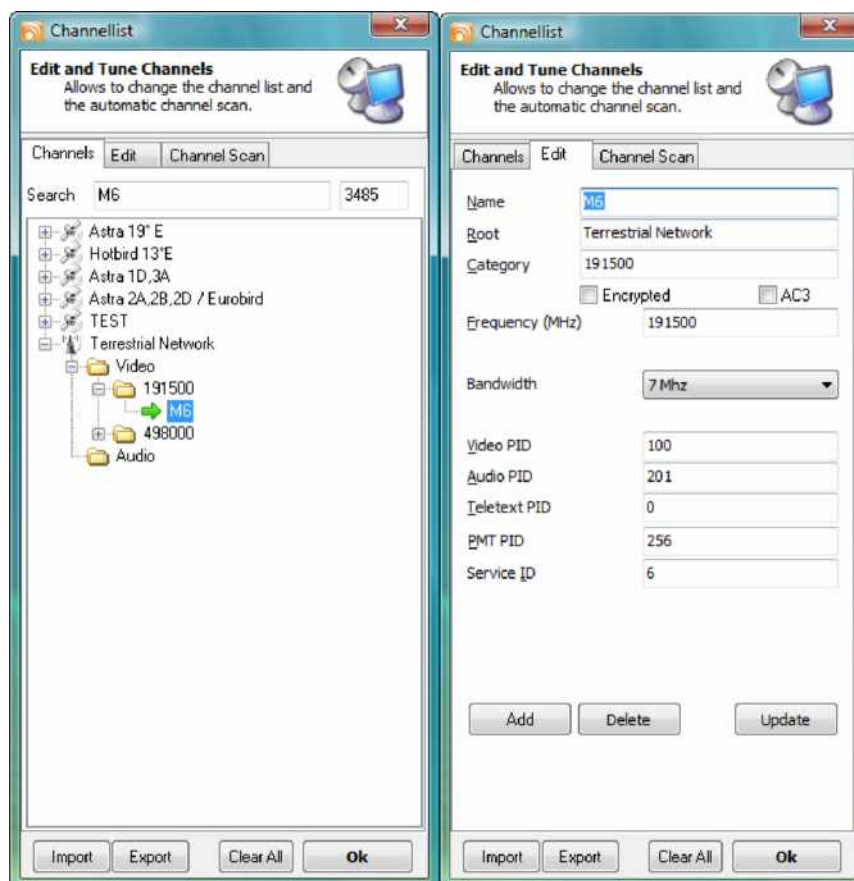 Channellist
Edit and Tune Channels
Allows to change the channel list and
the automatic channel scan.
Channels Edit Channel Scan
Search M6 3485
Astra 19° E
Hotbird 13°E
Astra 1D,3A
Astra 2A,2B,2D / Eurobird
TEST
Terrestrial Network
Video
191500
M6
498000
Audio
Import Export Clear All Ok
Channellist
Edit and Tune Channels
Allows to change the channel list and
the automatic channel scan.
Channels Edit Channel Scan
Name M6
Root Terrestrial Network
Category 191500
Encrypted AC3
Frequency (MHz) 191500
Bandwidth 7 Mhz
Video PID 100
Audio PID 201
Teletext PID 0
PMT PID 256
Service ID 6
Add Delete Update
Import Export Clear All Ok